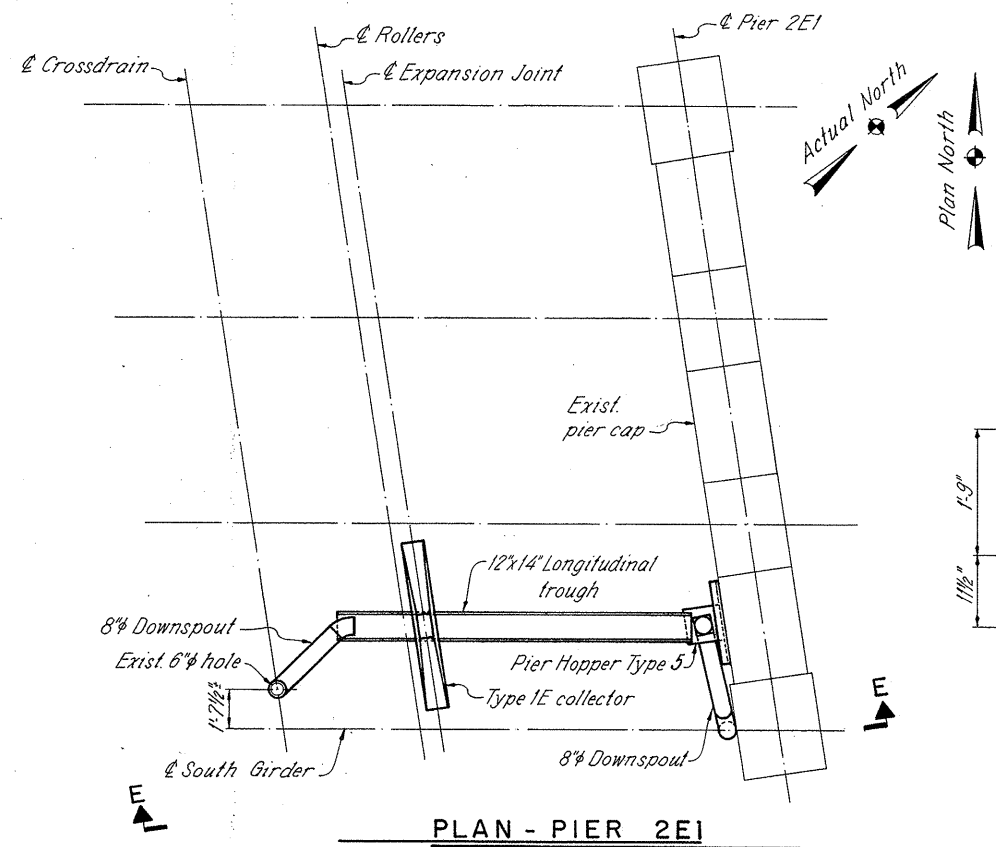 ℄ Pier 2E1
℄ Rollers
℄ Crossdrain
℄ Expansion Joint
Actual North
Plan North
Exist.
pier cap
1'-9"
11½"
12"x14" Longitudinal
trough
8"ϕ Downspout
Exist. 6"ϕ hole
Pier Hopper Type 5
1'-7½"
Type 1E collector
E
8"ϕ Downspout
℄ South Girder
E
PLAN - PIER 2E1